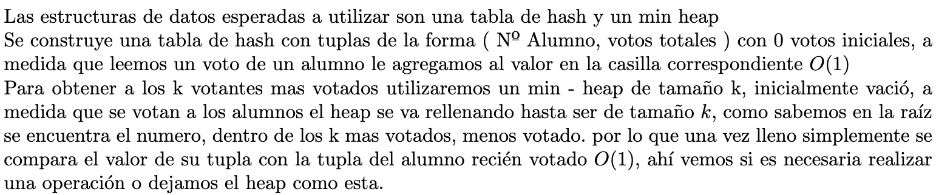 Las estructuras de datos esperadas a utilizar son una tabla de hash y un min heap
Se construye una tabla de hash con tuplas de la forma ( Nº Alumno, votos totales ) con 0 votos iniciales, a
medida que leemos un voto de un alumno le agregamos al valor en la casilla correspondiente O(1)
Para obtener a los k votantes mas votados utilizaremos un min - heap de tamaño k, inicialmente vació, a
medida que se votan a los alumnos el heap se va rellenando hasta ser de tamaño k, como sabemos en la raíz
se encuentra el numero, dentro de los k mas votados, menos votado. por lo que una vez lleno simplemente se
compara el valor de su tupla con la tupla del alumno recién votado O(1), ahí vemos si es necesaria realizar
una operación o dejamos el heap como esta.